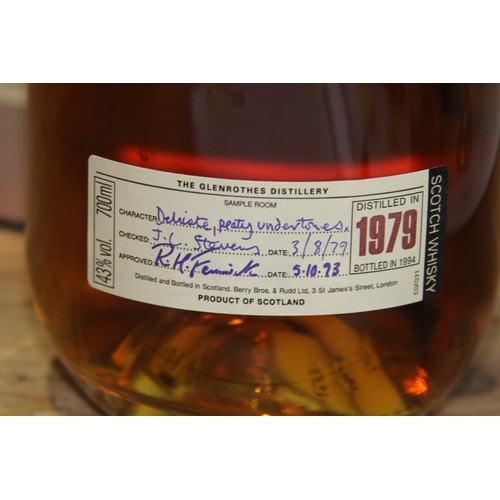 THE GLENROTHES DISTILLERY
SAMPLE ROOM
CHARACTER: Delicate, peaty undertones.
CHECKED: J.C. Stevens DATE: 3/8/79
APPROVED: R.H. Fenwick DATE: 5.10.93
Distilled and Bottled in Scotland. Berry Bros. & Rudd Ltd, 3 St James's Street, London
PRODUCT OF SCOTLAND
43% vol. 700ml
DISTILLED IN
1979
BOTTLED IN 1994
SCOTCH WHISKY